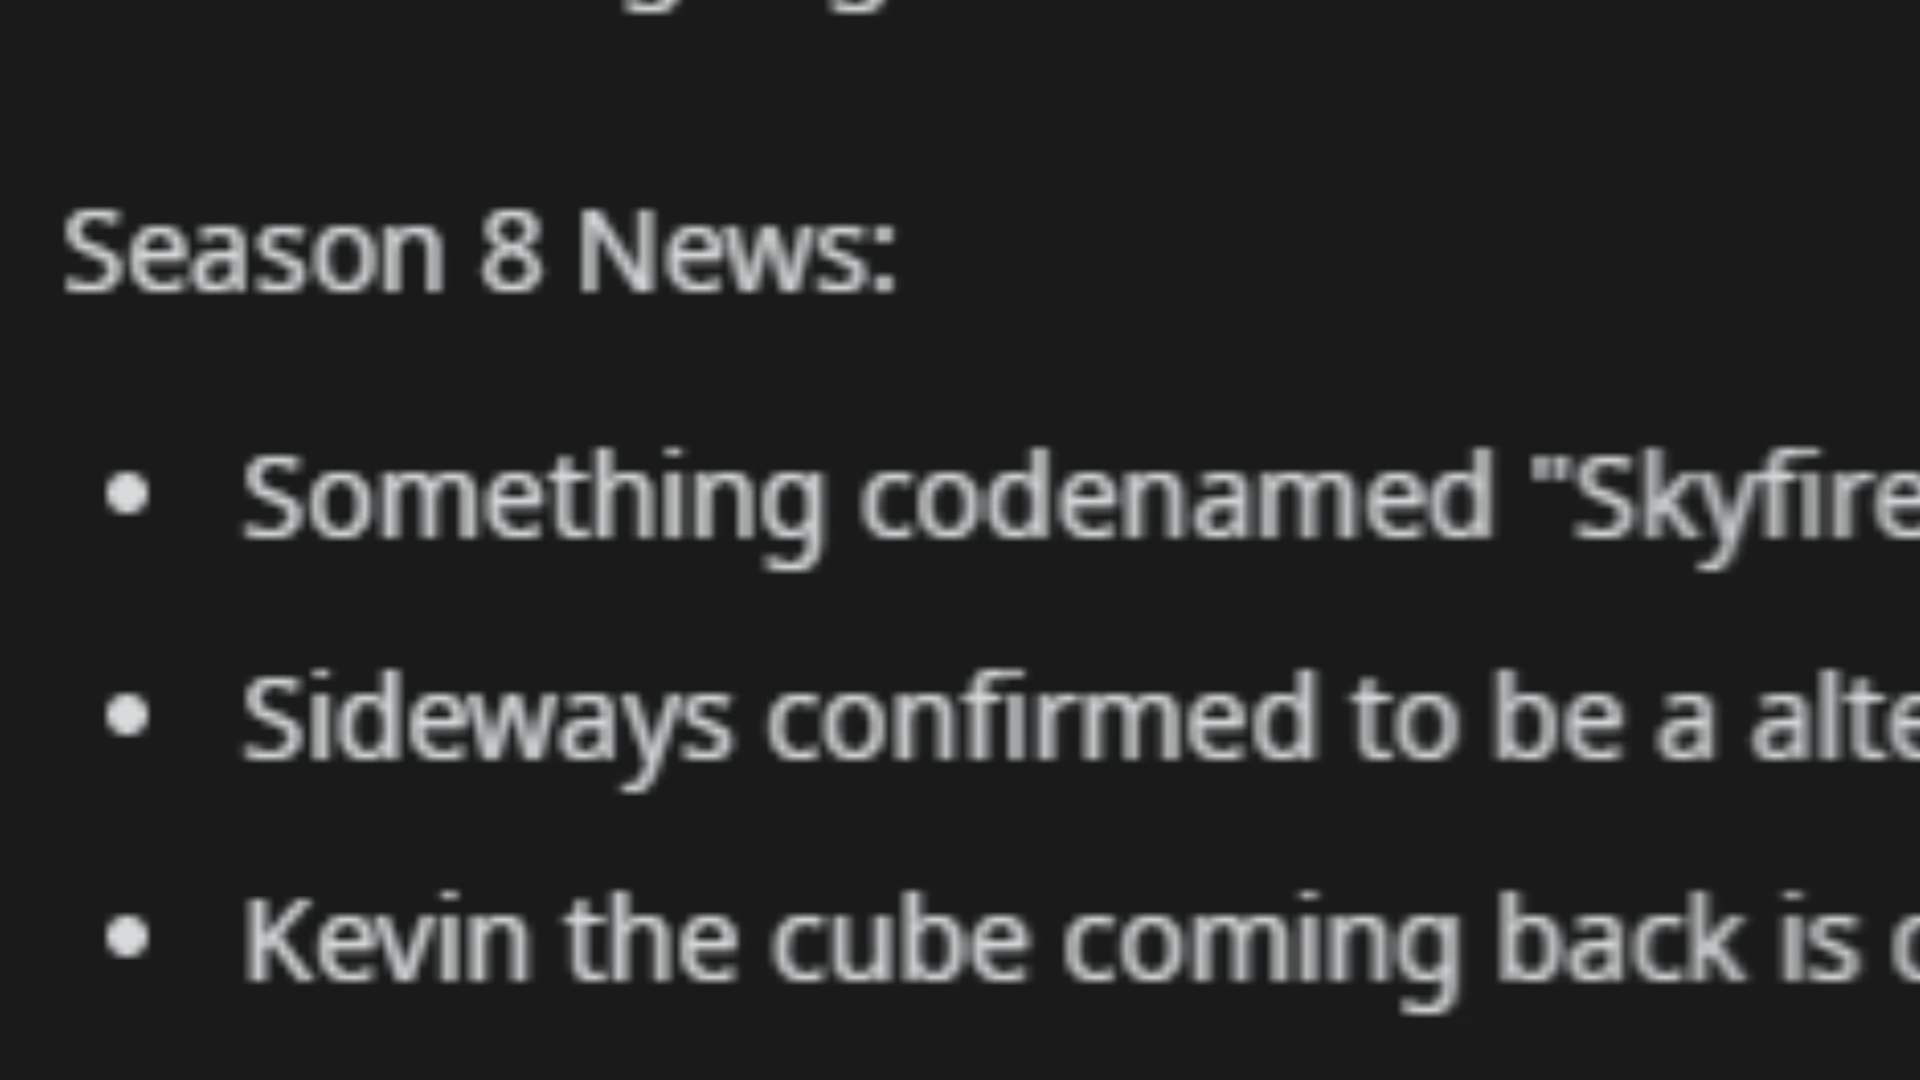 Season 8 News:
• Something codenamed "Skyfire
• Sideways confirmed to be a alte
• Kevin the cube coming back is